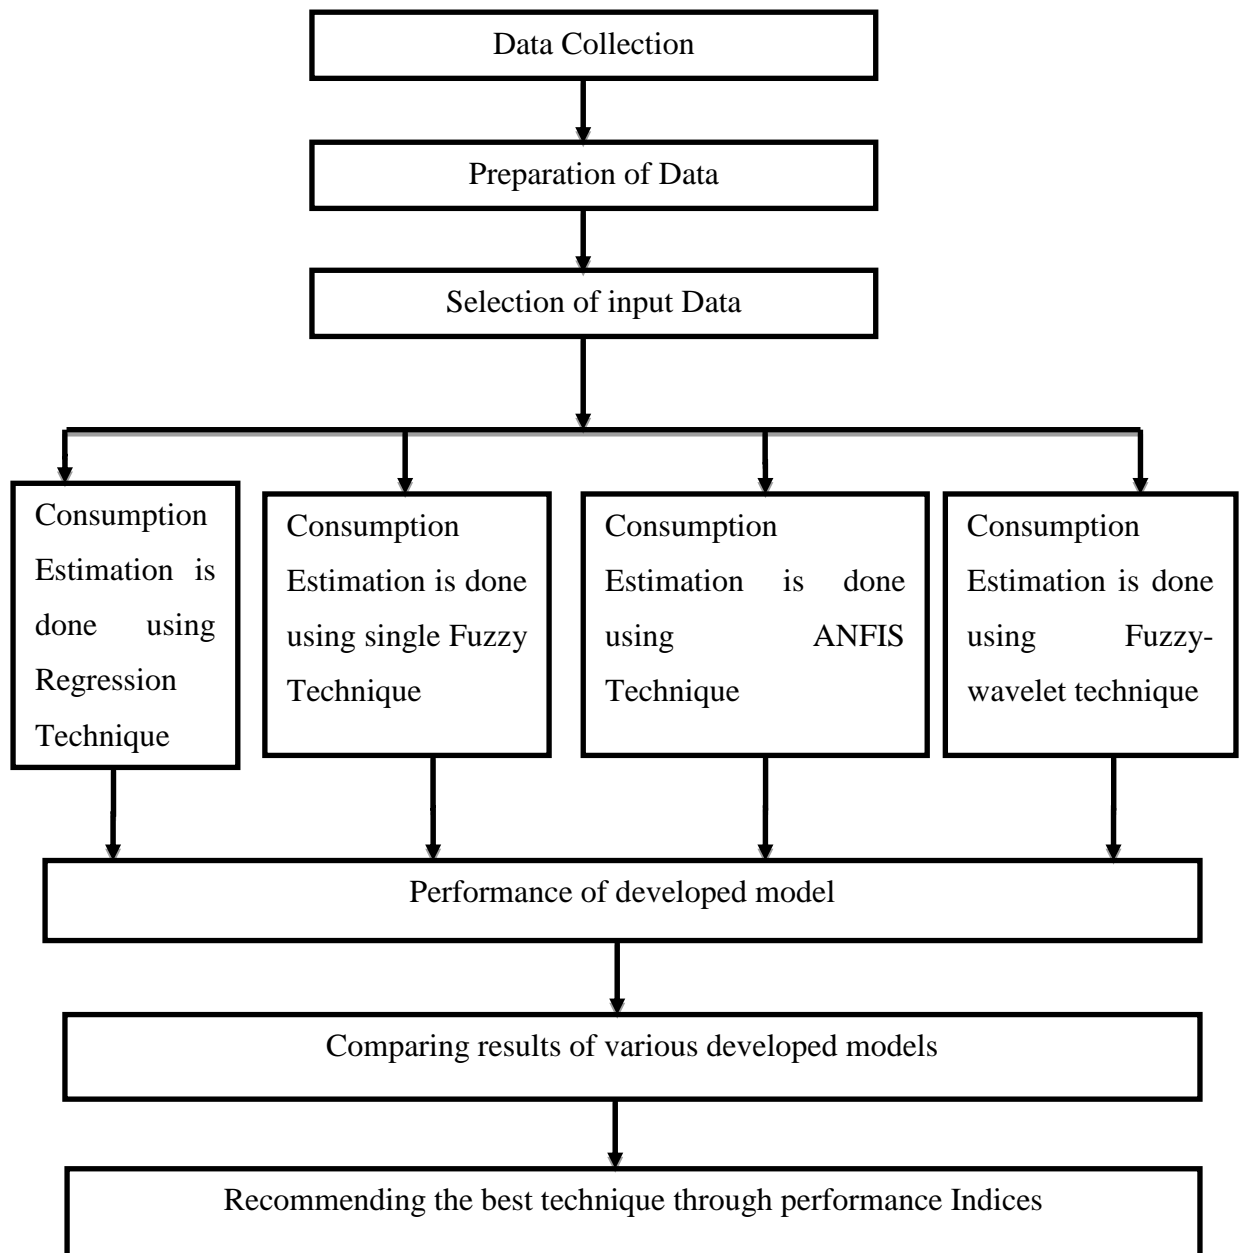 Data Collection
Preparation of Data
Selection of input Data
Consumption
Estimation is
done using
Regression
Technique
Consumption
Estimation is done
using single Fuzzy
Technique
Consumption
Estimation is done
using ANFIS
Technique
Consumption
Estimation is done
using Fuzzy-
wavelet technique
Performance of developed model
Comparing results of various developed models
Recommending the best technique through performance Indices